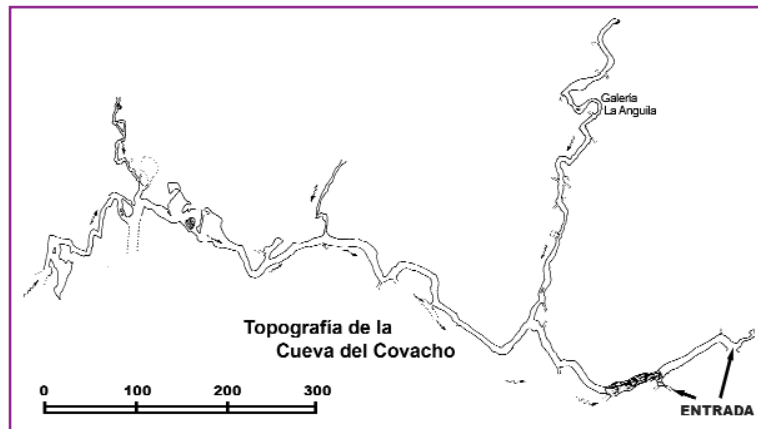 Galería
La Anguila
Topografía de la
Cueva del Covacho
0 100 200 300
ENTRADA